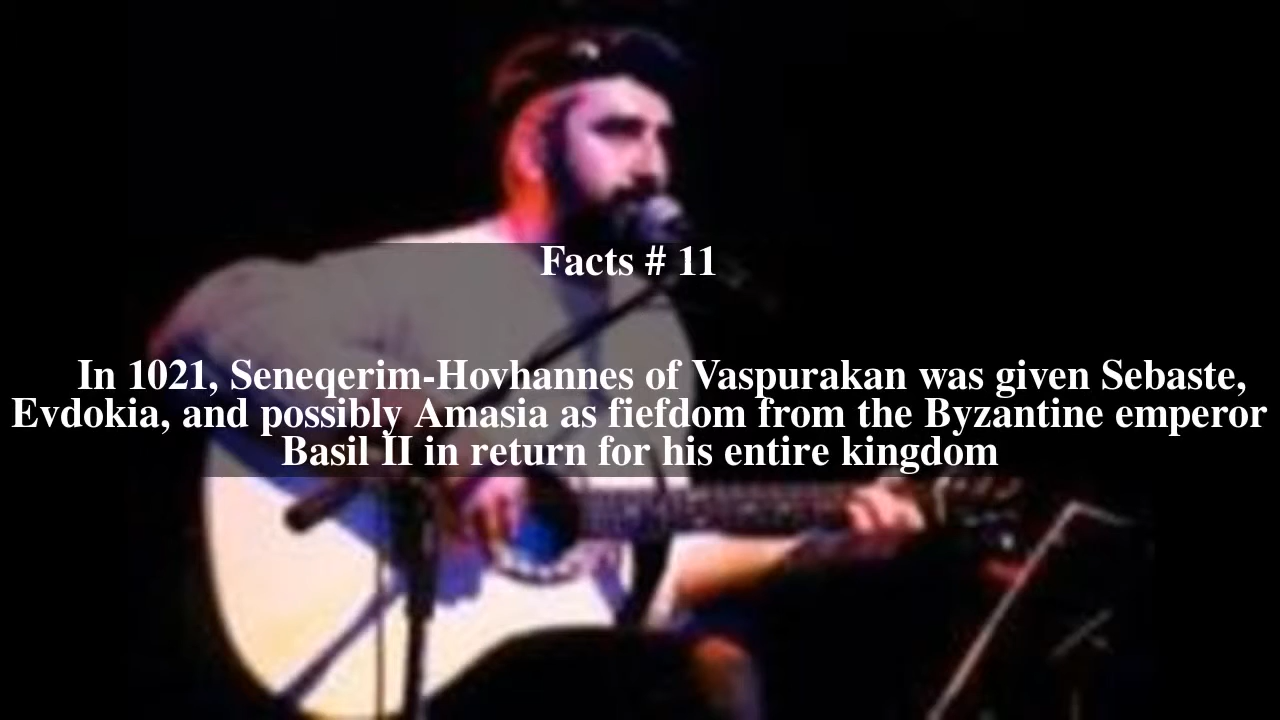 Facts # 11
In 1021, Seneqerim-Hovhannes of Vaspurakan was given Sebaste,
Evdokia, and possibly Amasia as fiefdom from the Byzantine emperor
Basil II in return for his entire kingdom